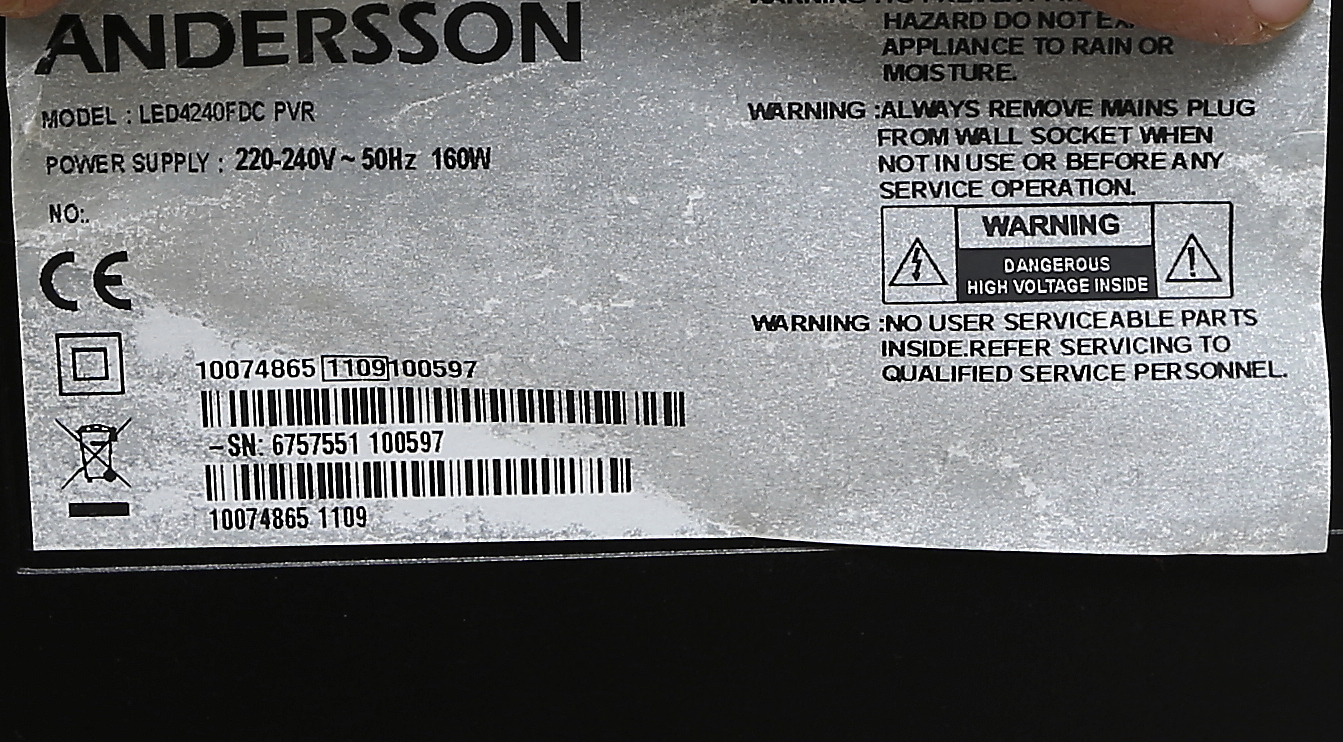 ANDERSSON
MODEL : LED4240FDC PVR
POWER SUPPLY : 220-240V ~ 50Hz 160W
NO:.
CE
10074865 1109 100597
-SN: 6757551 100597
10074865 1109
WARNING
HAZARD DO NOT
APPLIANCE TO RAIN OR
MOISTURE.
WARNING :ALWAYS REMOVE MAINS PLUG
FROM WALL SOCKET WHEN
NOT IN USE OR BEFORE ANY
SERVICE OPERATION.
WARNING
DANGEROUS
HIGH VOLTAGE INSIDE
WARNING :NO USER SERVICEABLE PARTS
INSIDE.REFER SERVICING TO
QUALIFIED SERVICE PERSONNEL.